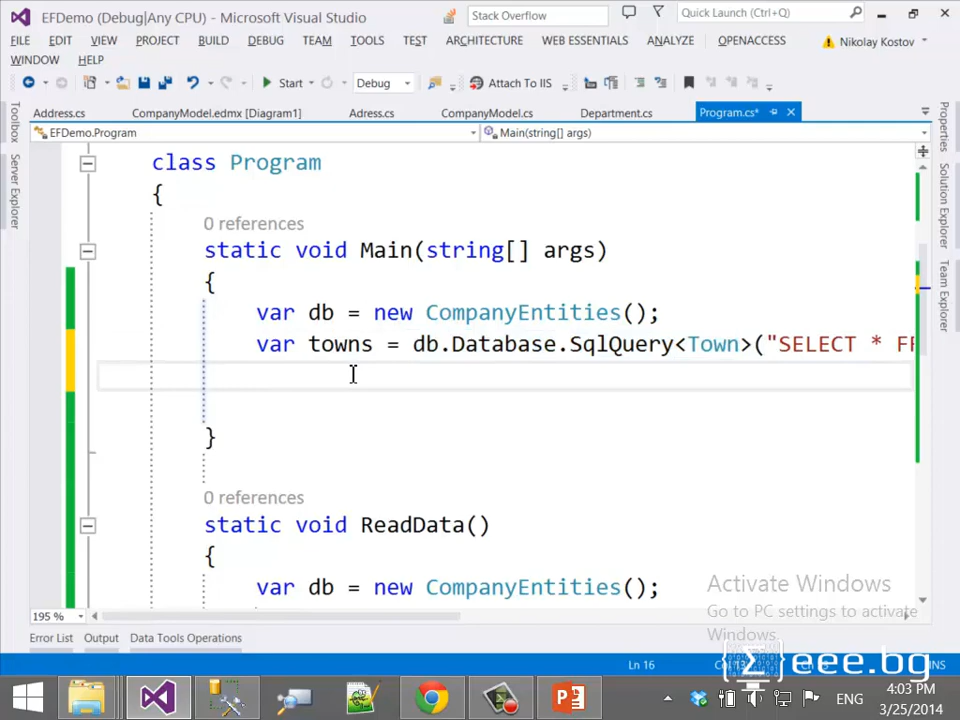 EFDemo (Debug|Any CPU) - Microsoft Visual Studio
Stack Overflow
Quick Launch (Ctrl+Q)
FILE EDIT VIEW PROJECT BUILD DEBUG TEAM TOOLS TEST ARCHITECTURE WEB ESSENTIALS ANALYZE OPENACCESS
Nikolay Kostov
WINDOW HELP
Start Debug Attach To IIS
Address.cs CompanyModel.edmx [Diagram1] Adress.cs CompanyModel.cs Department.cs Program.cs*
EFDemo.Program Main(string[] args)
Toolbox
Server Explorer
Properties
Solution Explorer
Team Explorer
class Program
{
0 references
static void Main(string[] args)
{
var db = new CompanyEntities();
var towns = db.Database.SqlQuery<Town>("SELECT * FR
}
0 references
static void ReadData()
{
var db = new CompanyEntities();
Activate Windows
Go to PC settings to activate
Windows.
195 %
Error List Output Data Tools Operations
Ln 16
INS
eee.bg
ENG
4:03 PM
3/25/2014